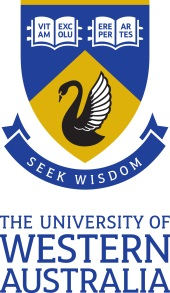 VIT EXC ERE AR
AM OLU PER TES
SEEK WISDOM
THE UNIVERSITY OF
WESTERN
AUSTRALIA